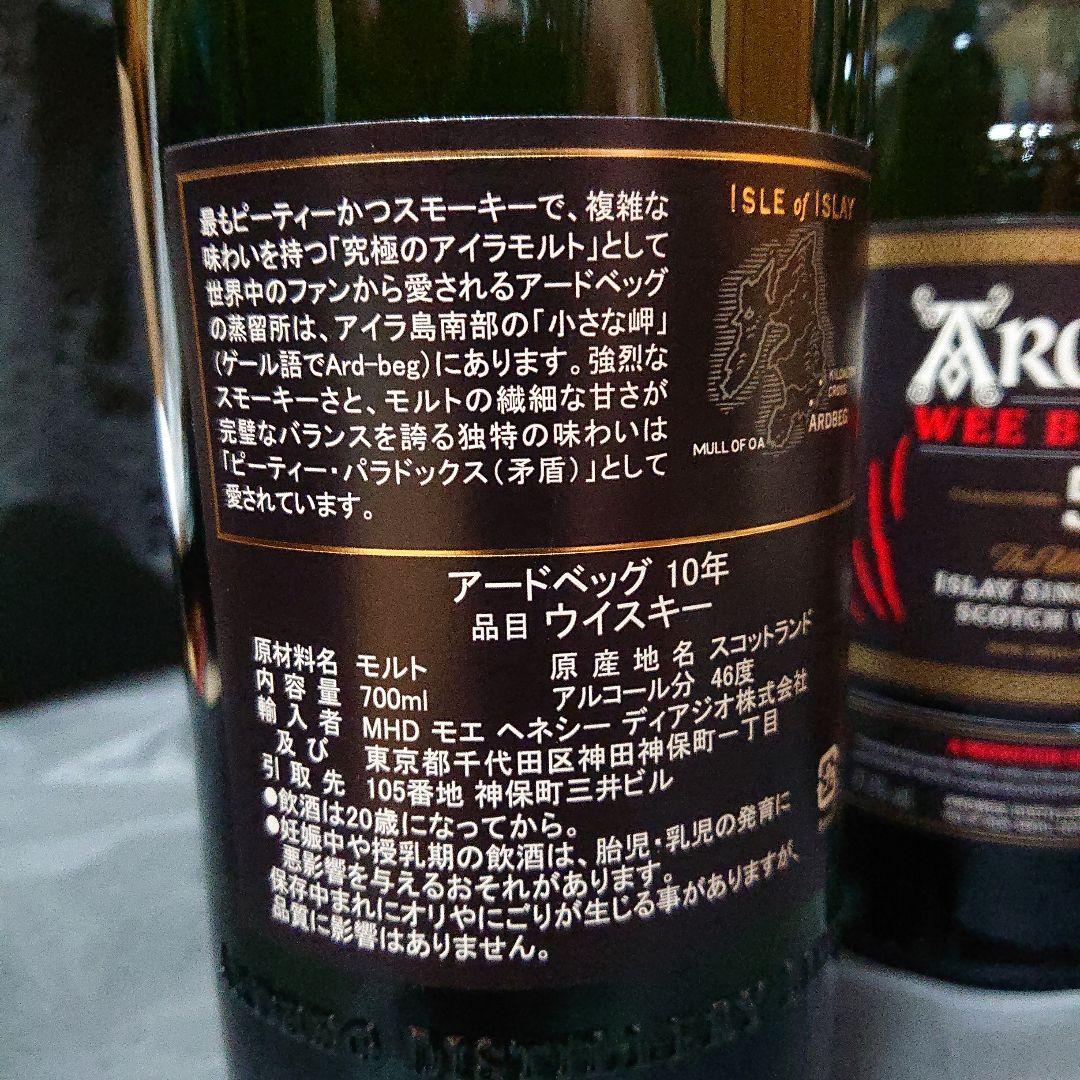 最もピーティーかつスモーキーで、複雑な
味わいを持つ「究極のアイラモルト」として
世界中のファンから愛されるアードベッグ
の蒸留所は、アイラ島南部の「小さな岬」
(ゲール語でArd-beg)にあります。強烈な
スモーキーさと、モルトの繊細な甘さが
完璧なバランスを誇る独特の味わいは
「ピーティー・パラドックス(矛盾)」として
愛されています。
ISLE of ISLAY
ARDBEG
MULL OF OA
アードベッグ 10年
品目 ウイスキー
原材料名 モルト 原産地名 スコットランド
内容量 700ml アルコール分 46度
輸入者 MHD モエ ヘネシー ディアジオ株式会社
及び 東京都千代田区神田神保町一丁目
引取先 105番地 神保町三井ビル
●飲酒は20歳になってから。
●妊娠中や授乳期の飲酒は、胎児・乳児の発育に
悪影響を与えるおそれがあります。
保存中まれにオリやにごりが生じる事がありますが、
品質に影響はありません。
WEE